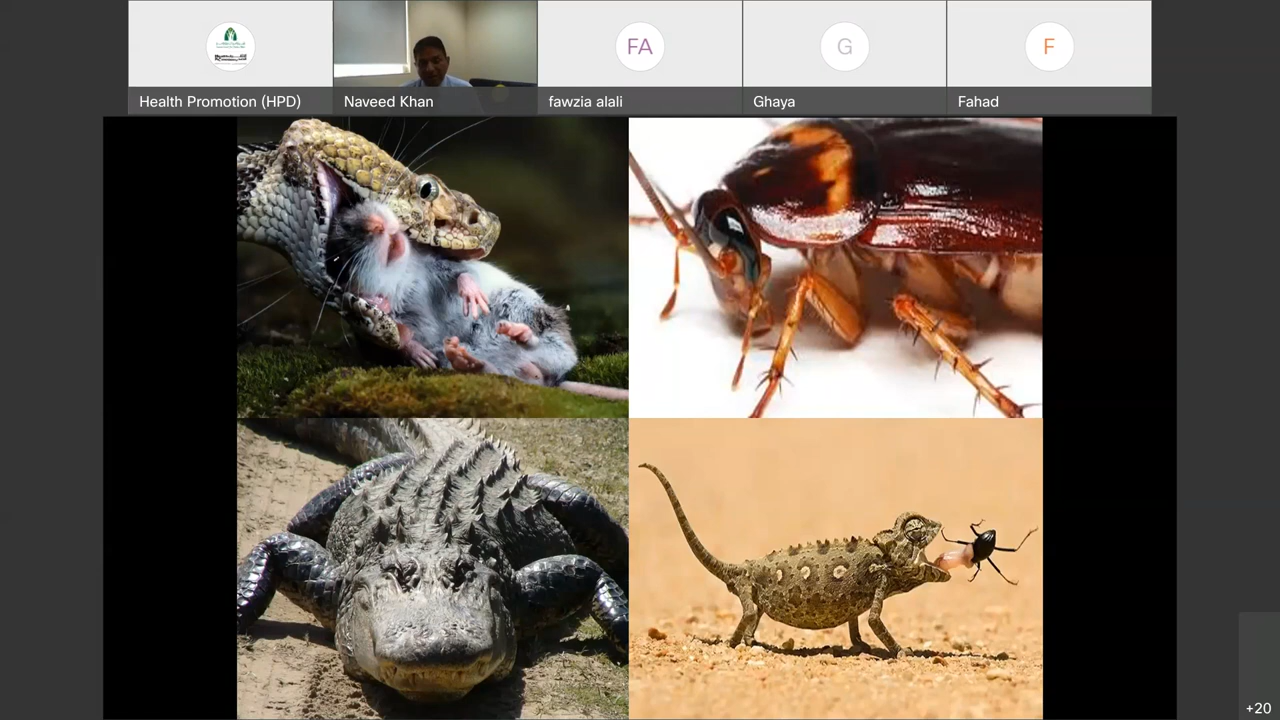 Health Promotion (HPD)
Naveed Khan
FA
fawzia alali
G
Ghaya
F
Fahad
+20